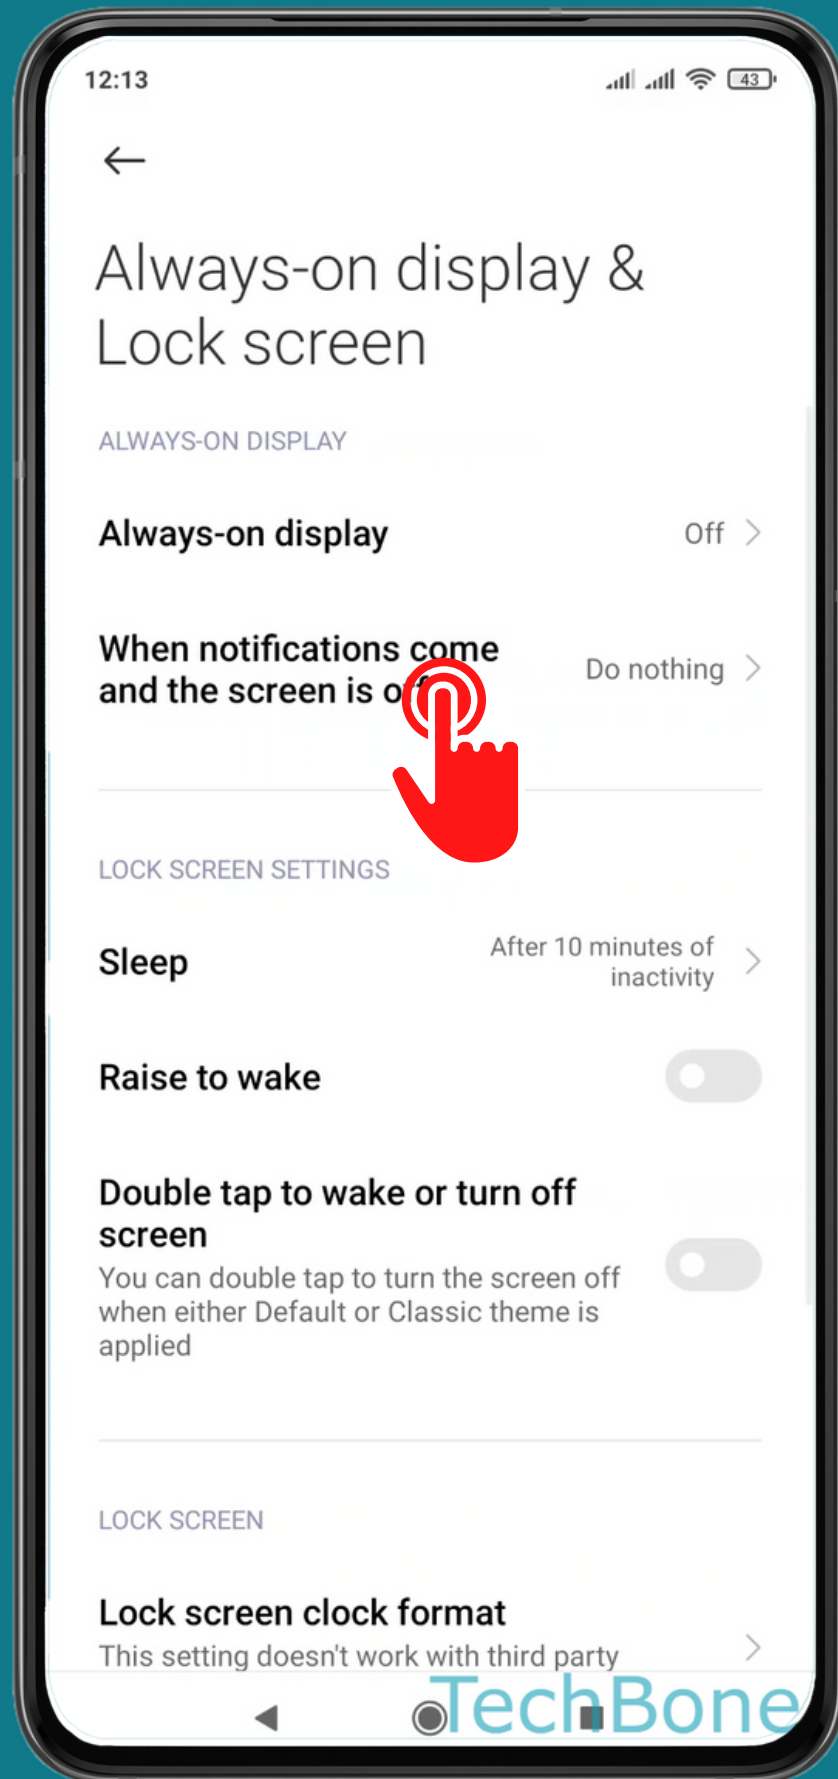 12:13
43
Always-on display &
Lock screen
ALWAYS-ON DISPLAY
Always-on display
Off
When notifications come
and the screen is off
Do nothing
LOCK SCREEN SETTINGS
Sleep
After 10 minutes of
inactivity
Raise to wake
Double tap to wake or turn off
screen
You can double tap to turn the screen off
when either Default or Classic theme is
applied
LOCK SCREEN
Lock screen clock format
This setting doesn't work with third party
TechBone